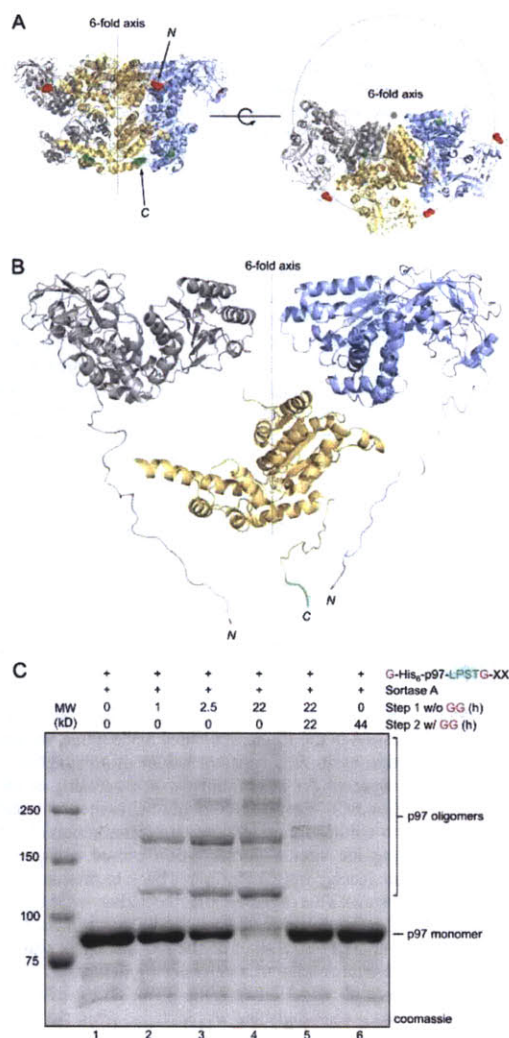 A
6-fold axis
N
6-fold axis
C
B
6-fold axis
N
C
N
C
+ + + + + + G-His6-p97-LPSTG-XX
+ + + + + + Sortase A
MW 0 1 2.5 22 22 0 Step 1 w/o GG (h)
(kD) 0 0 0 0 22 44 Step 2 w/ GG (h)
250
p97 oligomers
150
100
p97 monomer
75
coomassie
1 2 3 4 5 6